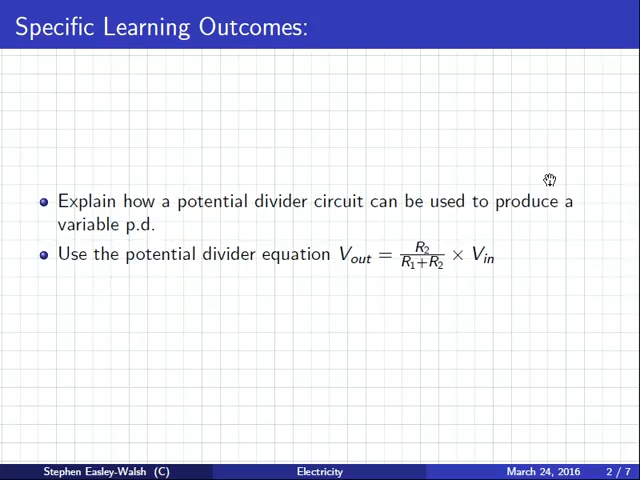 Specific Learning Outcomes:
Explain how a potential divider circuit can be used to produce a
variable p.d.
Use the potential divider equation V_out = R_2/(R_1+R_2) × V_in
Stephen Easley-Walsh (C) Electricity March 24, 2016 2 / 7